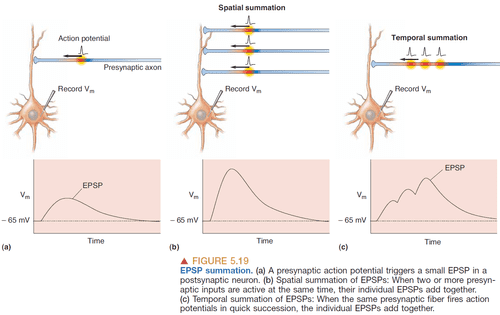 Spatial summation
Action potential
Presynaptic axon
Record Vm
Record Vm
Temporal summation
Record Vm
EPSP
Vm
– 65 mV
Time
(a)
Vm
– 65 mV
Time
(b)
EPSP
Vm
– 65 mV
Time
(c)
▲ FIGURE 5.19
EPSP summation. (a) A presynaptic action potential triggers a small EPSP in a
postsynaptic neuron. (b) Spatial summation of EPSPs: When two or more presyn-
aptic inputs are active at the same time, their individual EPSPs add together.
(c) Temporal summation of EPSPs: When the same presynaptic fiber fires action
potentials in quick succession, the individual EPSPs add together.